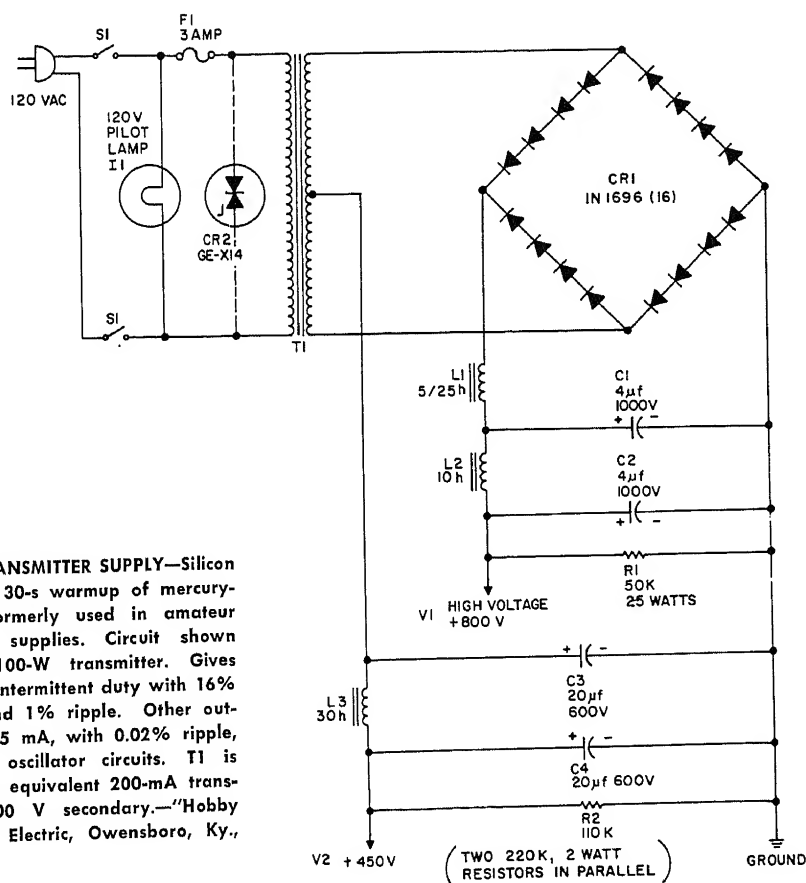 S1
F1
3 AMP
120 VAC
120V
PILOT
LAMP
I1
CR2
GE-X14
S1
T1
CR1
IN 1696 (16)
L1
5/25h
C1
4μf
1000V
+ -
L2
10h
C2
4μf
1000V
+ -
R1
50K
25 WATTS
V1 HIGH VOLTAGE
+800 V
+ -
C3
20μf
600V
L3
30h
+ -
C4
20μf 600V
R2
110K
V2 +450V
(TWO 220K, 2 WATT
RESISTORS IN PARALLEL)
GROUND
ANSMITTER SUPPLY—Silicon
30-s warmup of mercury-
ormerly used in amateur
supplies. Circuit shown
100-W transmitter. Gives
ntermittent duty with 16%
nd 1% ripple. Other out-
5 mA, with 0.02% ripple,
oscillator circuits. T1 is
equivalent 200-mA trans-
00 V secondary.—"Hobby
Electric, Owensboro, Ky.,